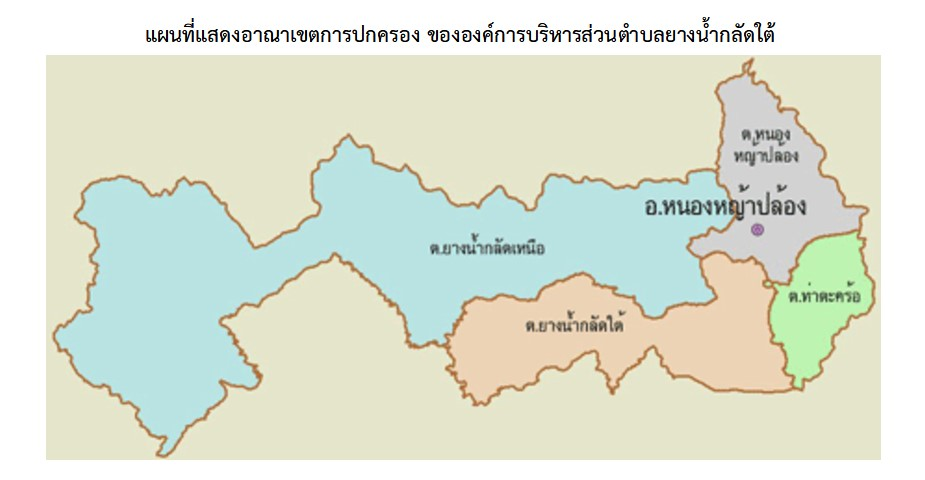 แผนที่แสดงอาณาเขตการปกครอง ขององค์การบริหารส่วนตำบลยางน้ำกลัดใต้
ต.หนอง
หญ้าปล้อง
อ.หนองหญ้าปล้อง
ต.ยางน้ำกลัดเหนือ
ต.ท่าตะคร้อ
ต.ยางน้ำกลัดใต้